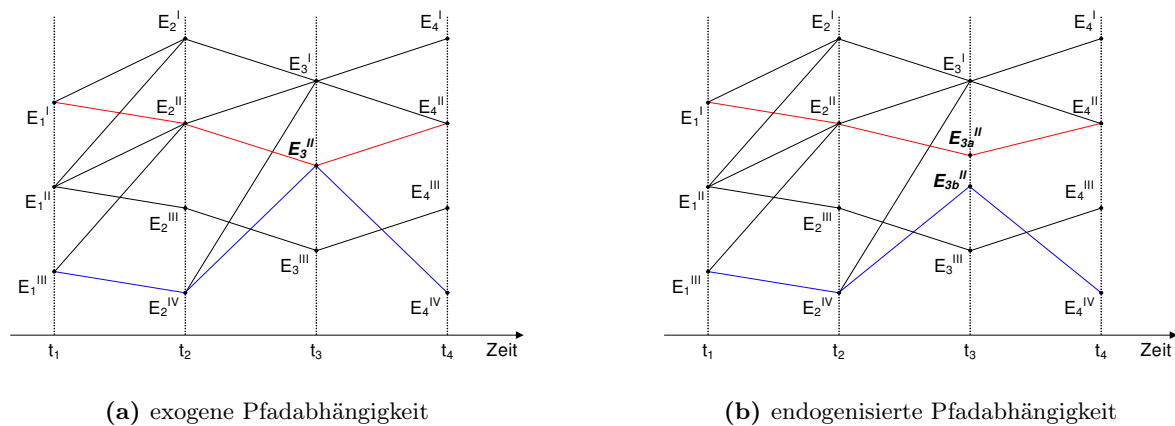 E₂ᴵ E₄ᴵ E₂ᴵ E₄ᴵ
E₃ᴵ E₃ᴵ
E₁ᴵ E₂ᴵᴵ E₄ᴵᴵ E₁ᴵ E₂ᴵᴵ E₄ᴵᴵ
E₃ᴵᴵ E₃ₐᴵᴵ
E₃bᴵᴵ
E₁ᴵᴵ E₄ᴵᴵᴵ E₁ᴵᴵ E₄ᴵᴵᴵ
E₂ᴵᴵᴵ E₂ᴵᴵᴵ
E₃ᴵᴵᴵ E₃ᴵᴵᴵ
E₁ᴵᴵᴵ E₁ᴵᴵᴵ
E₂ᴵⱽ E₄ᴵⱽ E₂ᴵⱽ E₄ᴵⱽ
t₁ t₂ t₃ t₄ Zeit t₁ t₂ t₃ t₄ Zeit
(a) exogene Pfadabhängigkeit (b) endogenisierte Pfadabhängigkeit